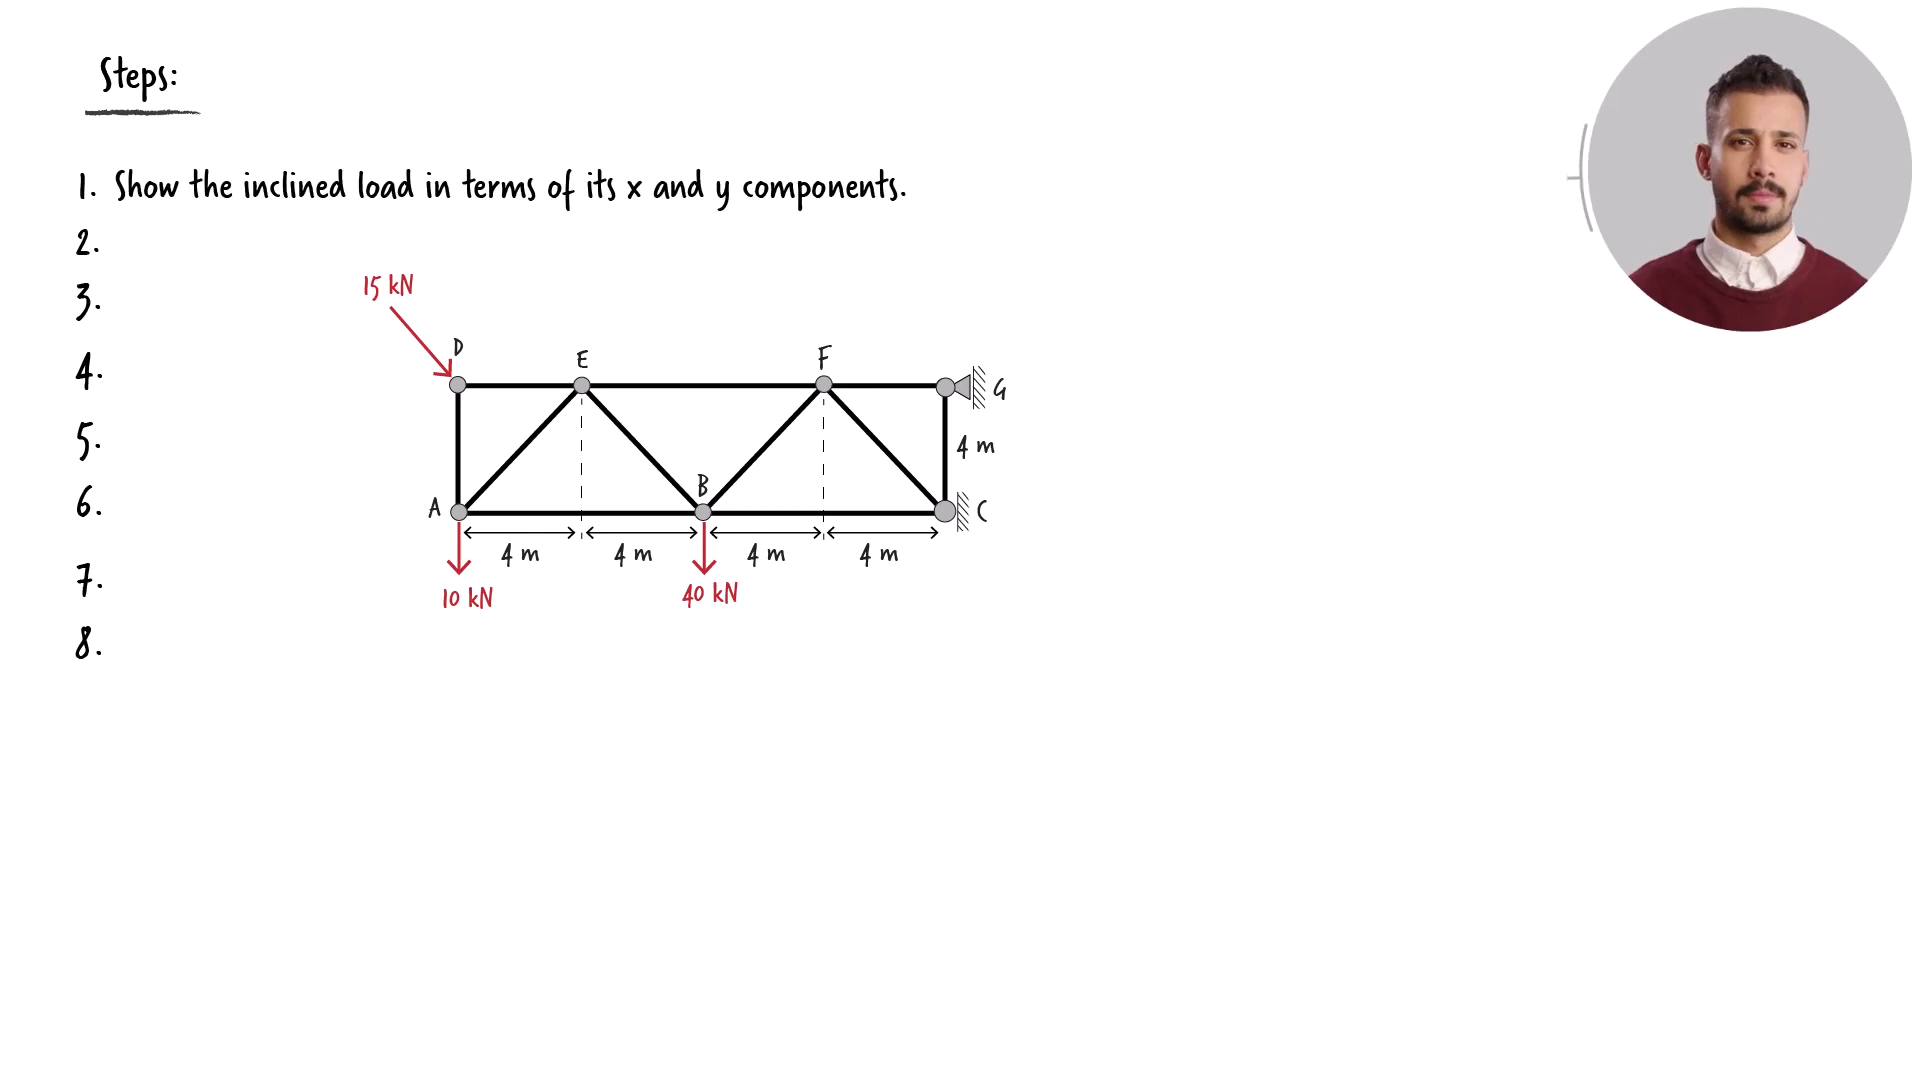 Steps:
1. Show the inclined load in terms of its x and y components.
2.
3.
4.
5.
6.
7.
8.
15 kN
D
E
F
G
4 m
A
B
C
4 m
4 m
4 m
4 m
10 kN
40 kN